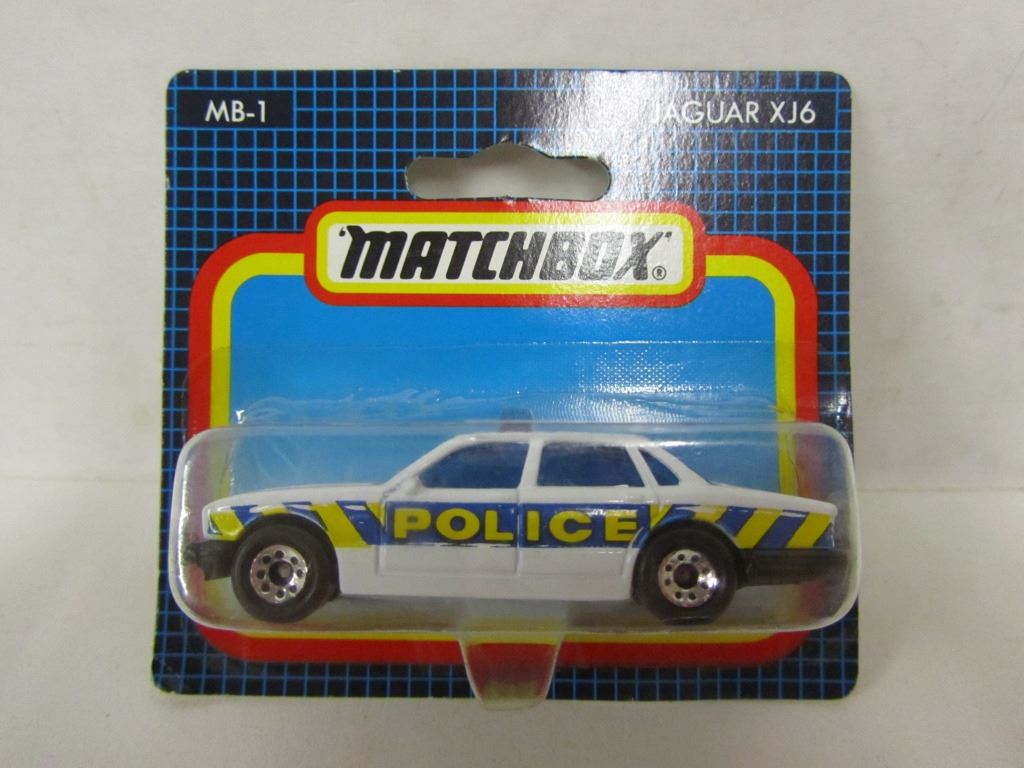 MB-1
JAGUAR XJ6
"MATCHBOX"®
POLICE